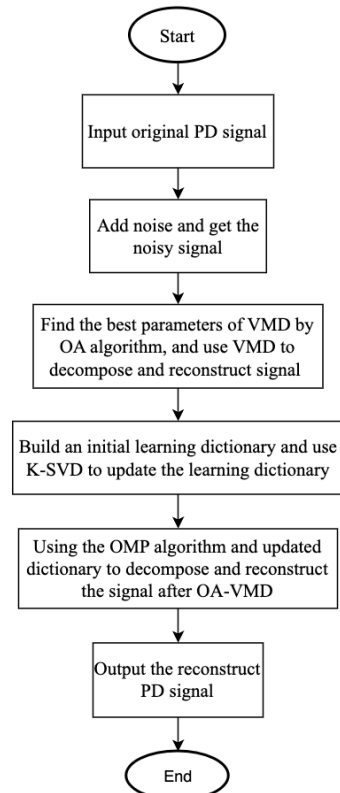 Start
Input original PD signal
Add noise and get the
noisy signal
Find the best parameters of VMD by
OA algorithm, and use VMD to
decompose and reconstruct signal
Build an initial learning dictionary and use
K-SVD to update the learning dictionary
Using the OMP algorithm and updated
dictionary to decompose and reconstruct
the signal after OA-VMD
Output the reconstruct
PD signal
End